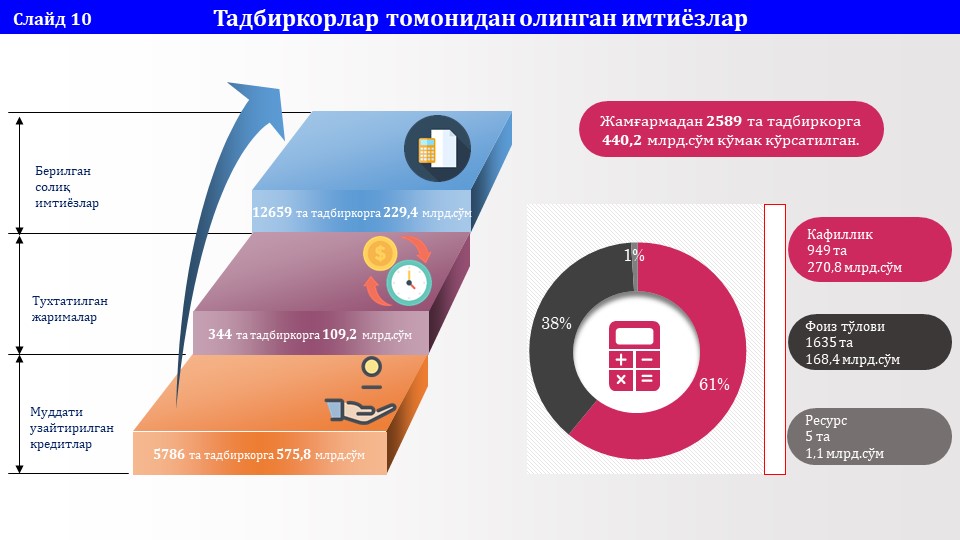 Слайд 10
Тадбиркорлар томонидан олинган имтиёзлар
Берилган
солиқ
имтиёзлар
12659 та тадбиркорга 229,4 млрд.сўм
Тухтатилган
жарималар
344 та тадбиркорга 109,2 млрд.сўм
Муддати
узайтирилган
кредитлар
5786 та тадбиркорга 575,8 млрд.сўм
Жамғармадан 2589 та тадбиркорга
440,2 млрд.сўм кўмак кўрсатилган.
1%
38%
61%
Кафиллик
949 та
270,8 млрд.сўм
Фоиз тўлови
1635 та
168,4 млрд.сўм
Ресурс
5 та
1,1 млрд.сўм